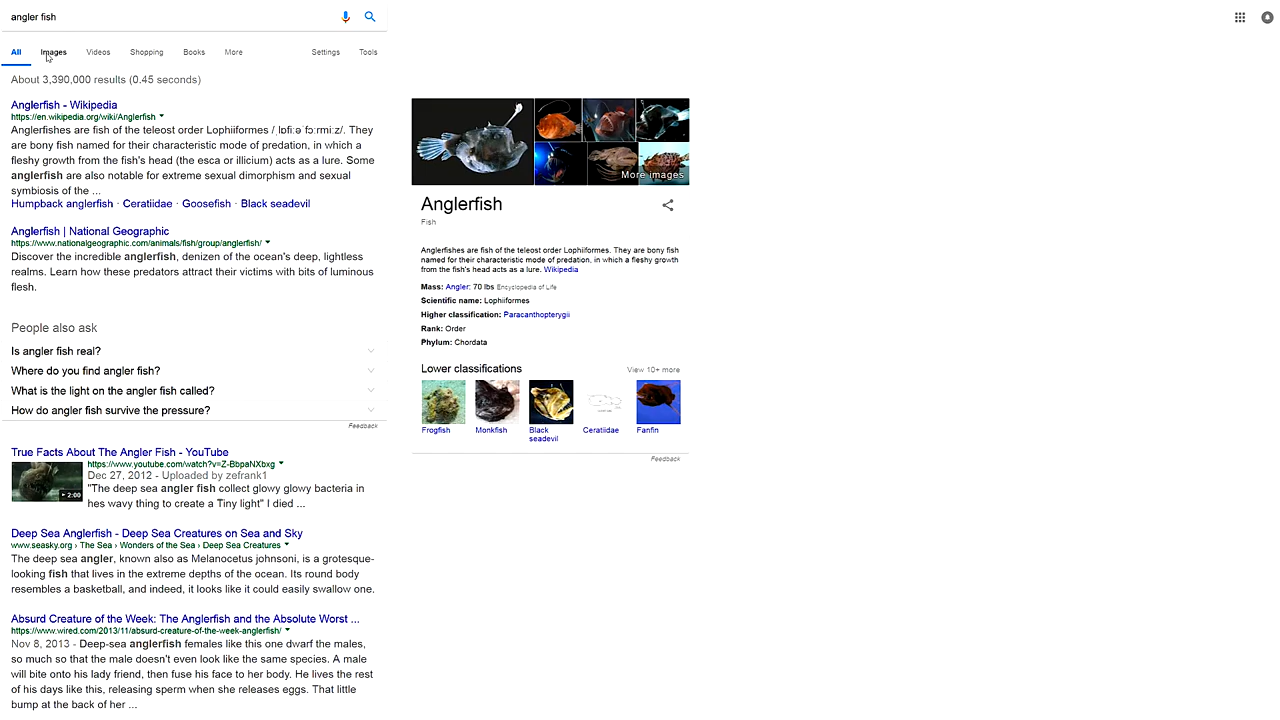 angler fish
All Images Videos Shopping Books More Settings Tools
About 3,390,000 results (0.45 seconds)
Anglerfish - Wikipedia
https://en.wikipedia.org/wiki/Anglerfish
Anglerfishes are fish of the teleost order Lophiiformes /ˌlɒfiːəˈfɔːrmiːz/. They
are bony fish named for their characteristic mode of predation, in which a
fleshy growth from the fish's head (the esca or illicium) acts as a lure. Some
anglerfish are also notable for extreme sexual dimorphism and sexual
symbiosis of the ...
Humpback anglerfish · Ceratiidae · Goosefish · Black seadevil
Anglerfish | National Geographic
https://www.nationalgeographic.com/animals/fish/group/anglerfish/
Discover the incredible anglerfish, denizen of the ocean's deep, lightless
realms. Learn how these predators attract their victims with bits of luminous
flesh.
People also ask
Is angler fish real?
Where do you find angler fish?
What is the light on the angler fish called?
How do angler fish survive the pressure?
Feedback
True Facts About The Angler Fish - YouTube
https://www.youtube.com/watch?v=Z-BbpaNXbxg
Dec 27, 2012 - Uploaded by zefrank1
"The deep sea angler fish collect glowy glowy bacteria in
hes wavy thing to create a Tiny light" I died ...
2:00
Deep Sea Anglerfish - Deep Sea Creatures on Sea and Sky
www.seasky.org › The Sea › Wonders of the Sea › Deep Sea Creatures
The deep sea angler, known also as Melanocetus johnsoni, is a grotesque-
looking fish that lives in the extreme depths of the ocean. Its round body
resembles a basketball, and indeed, it looks like it could easily swallow one.
Absurd Creature of the Week: The Anglerfish and the Absolute Worst ...
https://www.wired.com/2013/11/absurd-creature-of-the-week-anglerfish/
Nov 8, 2013 - Deep-sea anglerfish females like this one dwarf the males,
so much so that the male doesn't even look like the same species. A male
will bite onto his lady friend, then fuse his face to her body. He lives the rest
of his days like this, releasing sperm when she releases eggs. That little
bump at the back of her ...
More images
Anglerfish
Fish
Anglerfishes are fish of the teleost order Lophiiformes. They are bony fish
named for their characteristic mode of predation, in which a fleshy growth
from the fish's head acts as a lure. Wikipedia
Mass: Angler: 70 lbs Encyclopedia of Life
Scientific name: Lophiiformes
Higher classification: Paracanthopterygii
Rank: Order
Phylum: Chordata
Lower classifications View 10+ more
Frogfish Monkfish Black seadevil Ceratiidae Fanfin
Feedback